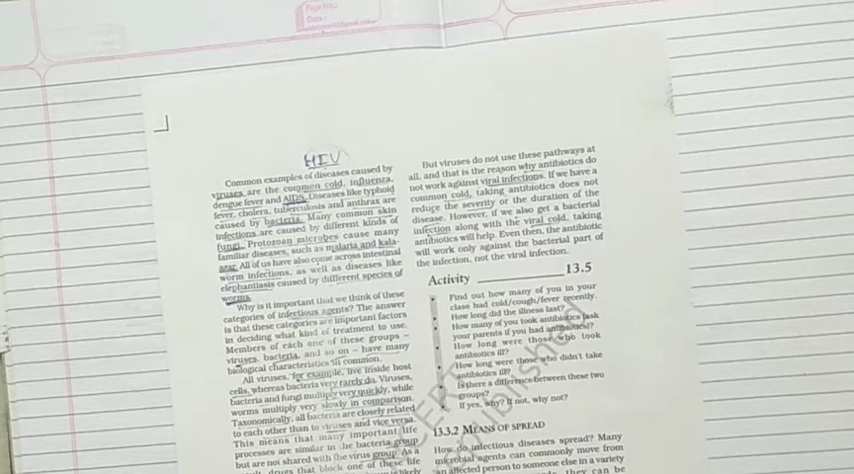 Page No.:
Date :
HIV
Common examples of diseases caused by
viruses are the common cold, influenza,
dengue fever and AIDS. Diseases like typhoid
fever, cholera, tuberculosis and anthrax are
caused by bacteria. Many common skin
infections are caused by different kinds of
fungi. Protozoan microbes cause many
familiar diseases, such as malaria and kala-
azar. All of us have also come across intestinal
worm infections, as well as diseases like
elephantiasis caused by different species of
worms.
Why is it important that we think of these
categories of infectious agents? The answer
is that these categories are important factors
in deciding what kind of treatment to use.
Members of each one of these groups –
viruses, bacteria, and so on – have many
biological characteristics in common.
All viruses, for example, live inside host
cells, whereas bacteria very rarely do. Viruses,
bacteria and fungi multiply very quickly, while
worms multiply very slowly in comparison.
Taxonomically, all bacteria are closely related
to each other than to viruses and vice versa.
This means that many important life
processes are similar in the bacteria group
but are not shared with the virus group. As a
drugs that block one of these life
is likely
But viruses do not use these pathways at
all, and that is the reason why antibiotics do
not work against viral infections. If we have a
common cold, taking antibiotics does not
reduce the severity or the duration of the
disease. However, if we also get a bacterial
infection along with the viral cold, taking
antibiotics will help. Even then, the antibiotic
will work only against the bacterial part of
the infection, not the viral infection.
Activity 13.5
Find out how many of you in your
class had cold/cough/fever recently.
How long did the illness last?
How many of you took antibiotics (ask
your parents if you had antibiotics)?
How long were those who took
antibiotics ill?
How long were those who didn't take
antibiotics ill?
Is there a difference between these two
groups?
If yes, why? If not, why not?
13.3.2 MEANS OF SPREAD
How do infectious diseases spread? Many
microbial agents can commonly move from
an affected person to someone else in a variety
they can be